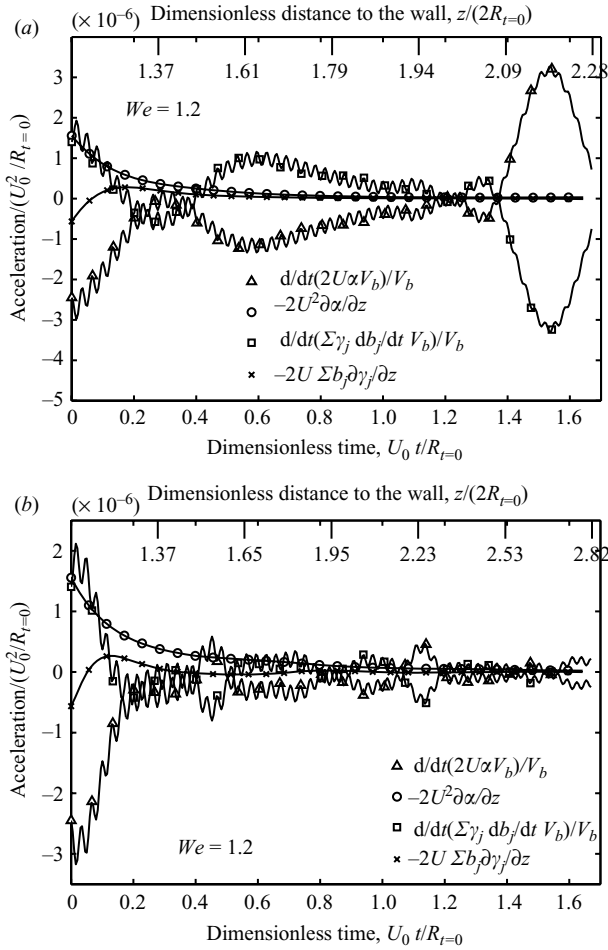 (a) (× 10⁻⁶) Dimensionless distance to the wall, z/(2R_{t=0})
1.37 1.61 1.79 1.94 2.09 2.28
We = 1.2
3
2
1
0
-1
-2
-3
-4
-5
Acceleration/(U_0^2/R_{t=0})
d/dt(2UαV_b)/V_b
−2U²∂α/∂z
d/dt(Σγ_j db_j/dt V_b)/V_b
−2U Σb_j∂γ_j/∂z
0 0.2 0.4 0.6 0.8 1.0 1.2 1.4 1.6
Dimensionless time, U_0 t/R_{t=0}
(b) (× 10⁻⁶) Dimensionless distance to the wall, z/(2R_{t=0})
1.37 1.65 1.95 2.23 2.53 2.82
2
1
0
-1
-2
-3
Acceleration/(U_0^2/R_{t=0})
d/dt(2UαV_b)/V_b
−2U²∂α/∂z
d/dt(Σγ_j db_j/dt V_b)/V_b
−2U Σb_j∂γ_j/∂z
We = 1.2
0 0.2 0.4 0.6 0.8 1.0 1.2 1.4 1.6
Dimensionless time, U_0 t/R_{t=0}